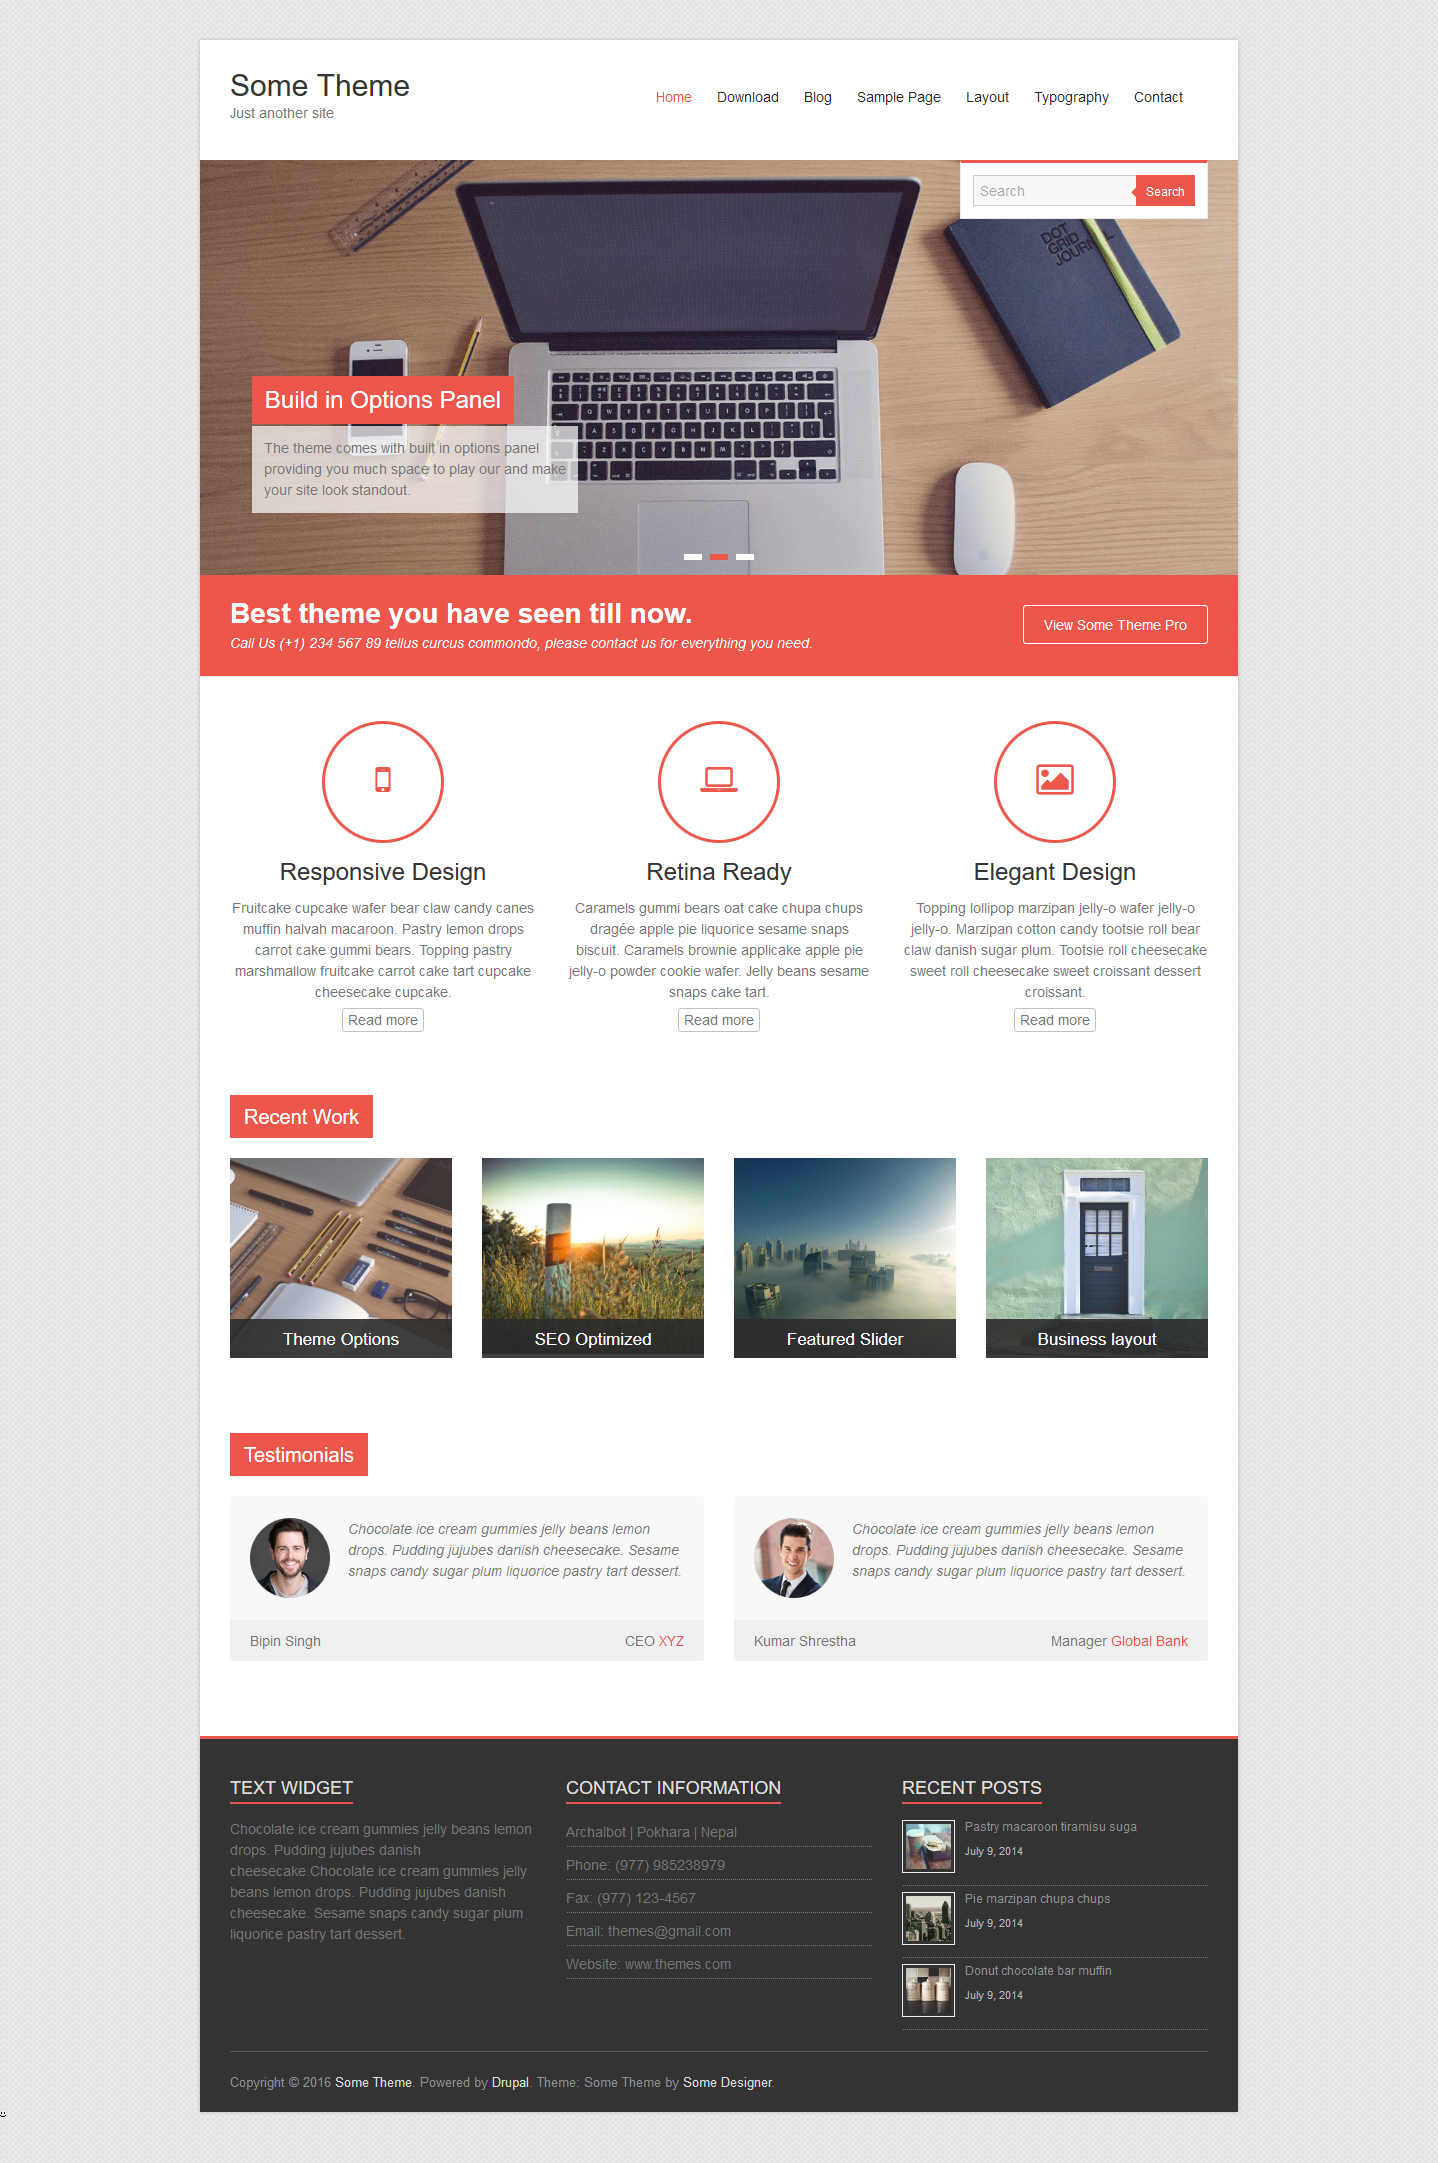 Some Theme
Just another site
Home Download Blog Sample Page Layout Typography Contact
Search Search
DOT
GRID
JOURNAL
Build in Options Panel
The theme comes with built in options panel
providing you much space to play our and make
your site look standout.
Best theme you have seen till now.
Call Us (+1) 234 567 89 tellus curcus commondo, please contact us for everything you need.
View Some Theme Pro
Responsive Design
Fruitcake cupcake wafer bear claw candy canes
muffin halvah macaroon. Pastry lemon drops
carrot cake gummi bears. Topping pastry
marshmallow fruitcake carrot cake tart cupcake
cheesecake cupcake.
Read more
Retina Ready
Caramels gummi bears oat cake chupa chups
dragée apple pie liquorice sesame snaps
biscuit. Caramels brownie applicake apple pie
jelly-o powder cookie wafer. Jelly beans sesame
snaps cake tart.
Read more
Elegant Design
Topping lollipop marzipan jelly-o wafer jelly-o
jelly-o. Marzipan cotton candy tootsie roll bear
claw danish sugar plum. Tootsie roll cheesecake
sweet roll cheesecake sweet croissant dessert
croissant.
Read more
Recent Work
Theme Options
SEO Optimized
Featured Slider
Business layout
Testimonials
Chocolate ice cream gummies jelly beans lemon
drops. Pudding jujubes danish cheesecake. Sesame
snaps candy sugar plum liquorice pastry tart dessert.
Bipin Singh CEO XYZ
Chocolate ice cream gummies jelly beans lemon
drops. Pudding jujubes danish cheesecake. Sesame
snaps candy sugar plum liquorice pastry tart dessert.
Kumar Shrestha Manager Global Bank
TEXT WIDGET
Chocolate ice cream gummies jelly beans lemon
drops. Pudding jujubes danish
cheesecake.Chocolate ice cream gummies jelly
beans lemon drops. Pudding jujubes danish
cheesecake. Sesame snaps candy sugar plum
liquorice pastry tart dessert.
CONTACT INFORMATION
Archalbot | Pokhara | Nepal
Phone: (977) 985238979
Fax: (977) 123-4567
Email: themes@gmail.com
Website: www.themes.com
RECENT POSTS
Pastry macaroon tiramisu suga
July 9, 2014
Pie marzipan chupa chups
July 9, 2014
Donut chocolate bar muffin
July 9, 2014
Copyright © 2016 Some Theme. Powered by Drupal. Theme: Some Theme by Some Designer.